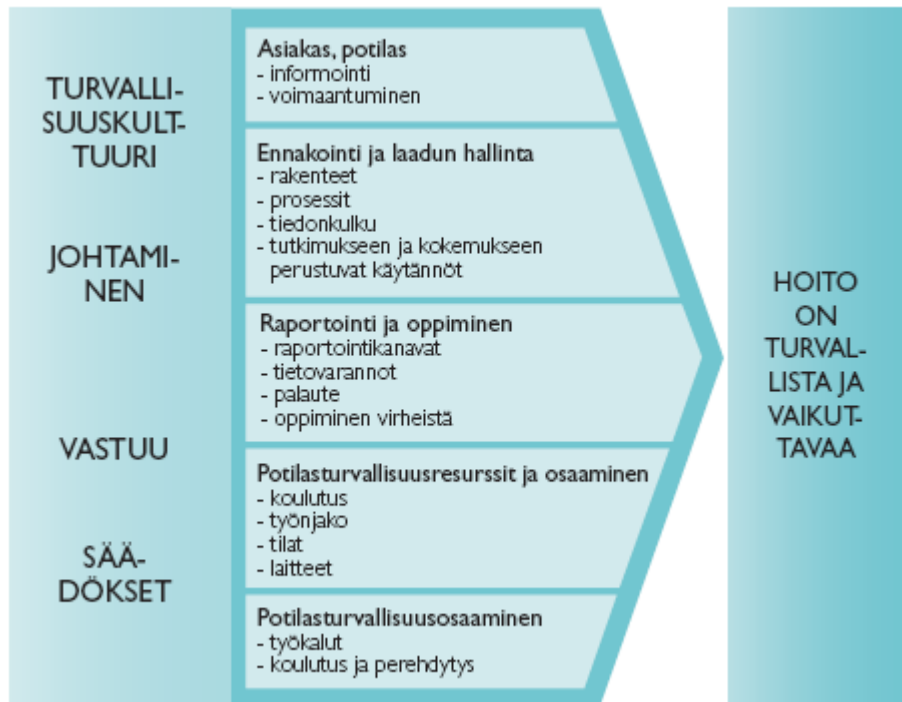 TURVALLI-
SUUSKULT-
TUURI
JOHTAMI-
NEN
VASTUU
SÄÄ-
DÖKSET
Asiakas, potilas
- informointi
- voimaantuminen
Ennakointi ja laadun hallinta
- rakenteet
- prosessit
- tiedonkulku
- tutkimukseen ja kokemukseen
perustuvat käytännöt
Raportointi ja oppiminen
- raportointikanavat
- tietovarannot
- palaute
- oppiminen virheistä
Potilasturvallisuusresurssit ja osaaminen
- koulutus
- työnjako
- tilat
- laitteet
Potilasturvallisuusosaaminen
- työkalut
- koulutus ja perehdytys
HOITO
ON
TURVAL-
LISTA JA
VAIKUT-
TAVAA